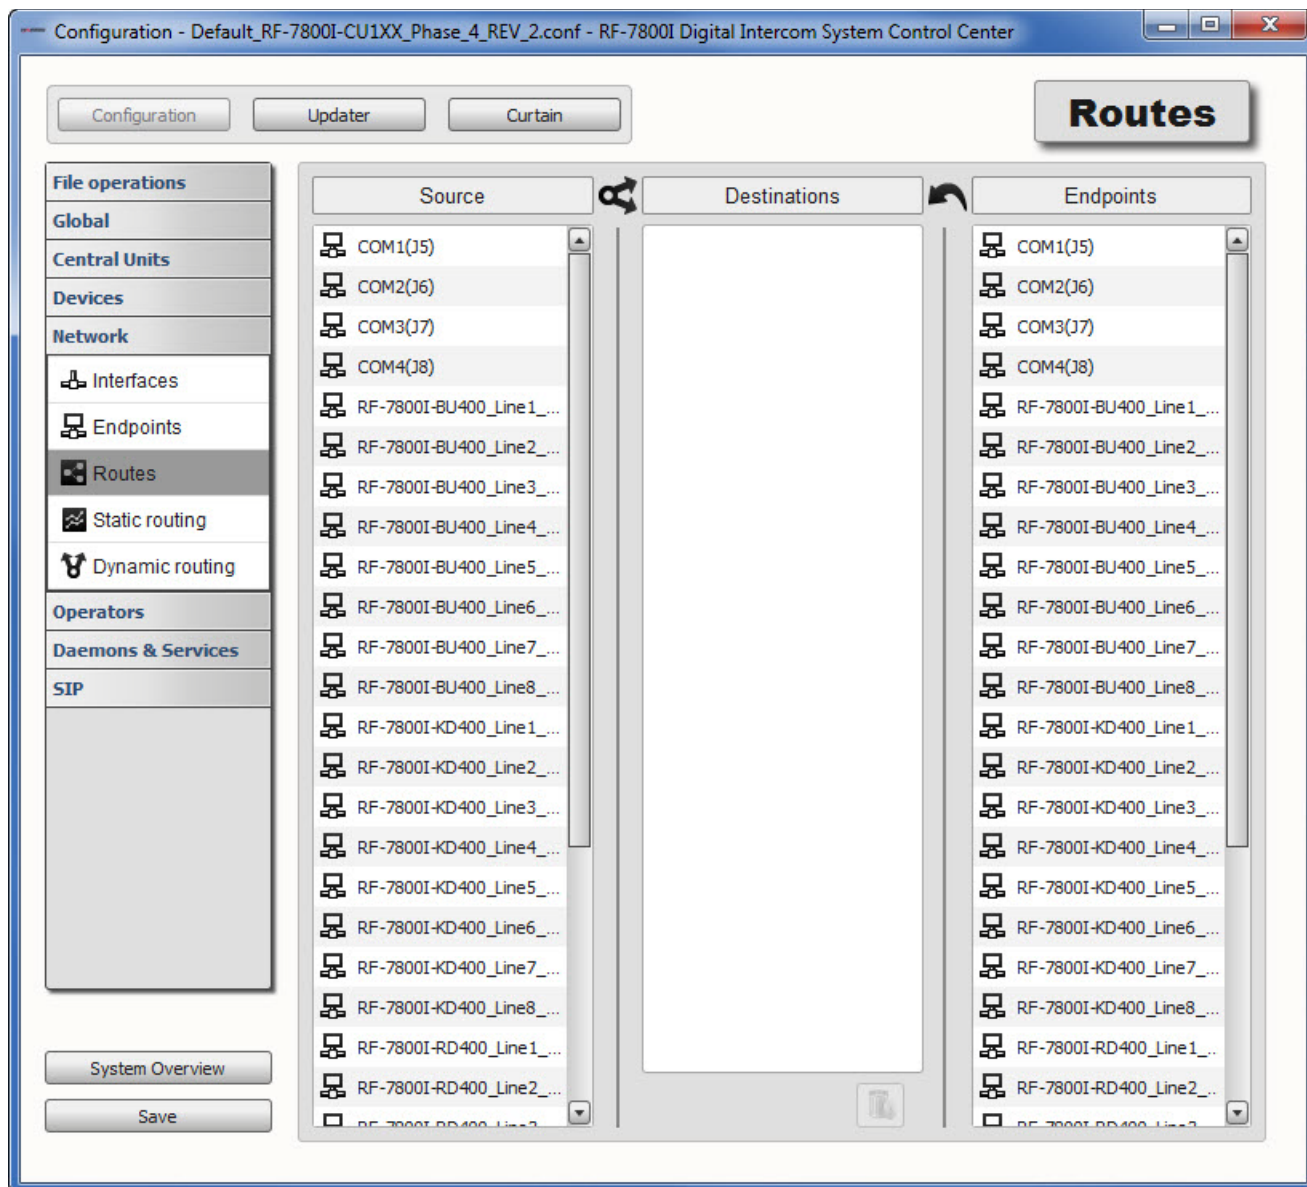 Configuration - Default_RF-7800I-CU1XX_Phase_4_REV_2.conf - RF-7800I Digital Intercom System Control Center
Configuration
Updater
Curtain
Routes
File operations
Global
Central Units
Devices
Network
Interfaces
Endpoints
Routes
Static routing
Dynamic routing
Operators
Daemons & Services
SIP
System Overview
Save
Source
COM1(J5)
COM2(J6)
COM3(J7)
COM4(J8)
RF-7800I-BU400_Line1_...
RF-7800I-BU400_Line2_...
RF-7800I-BU400_Line3_...
RF-7800I-BU400_Line4_...
RF-7800I-BU400_Line5_...
RF-7800I-BU400_Line6_...
RF-7800I-BU400_Line7_...
RF-7800I-BU400_Line8_...
RF-7800I-KD400_Line1_...
RF-7800I-KD400_Line2_...
RF-7800I-KD400_Line3_...
RF-7800I-KD400_Line4_...
RF-7800I-KD400_Line5_...
RF-7800I-KD400_Line6_...
RF-7800I-KD400_Line7_...
RF-7800I-KD400_Line8_...
RF-7800I-RD400_Line1_...
RF-7800I-RD400_Line2_...
Destinations
Endpoints
COM1(J5)
COM2(J6)
COM3(J7)
COM4(J8)
RF-7800I-BU400_Line1_...
RF-7800I-BU400_Line2_...
RF-7800I-BU400_Line3_...
RF-7800I-BU400_Line4_...
RF-7800I-BU400_Line5_...
RF-7800I-BU400_Line6_...
RF-7800I-BU400_Line7_...
RF-7800I-BU400_Line8_...
RF-7800I-KD400_Line1_...
RF-7800I-KD400_Line2_...
RF-7800I-KD400_Line3_...
RF-7800I-KD400_Line4_...
RF-7800I-KD400_Line5_...
RF-7800I-KD400_Line6_...
RF-7800I-KD400_Line7_...
RF-7800I-KD400_Line8_...
RF-7800I-RD400_Line1_..
RF-7800I-RD400_Line2_..